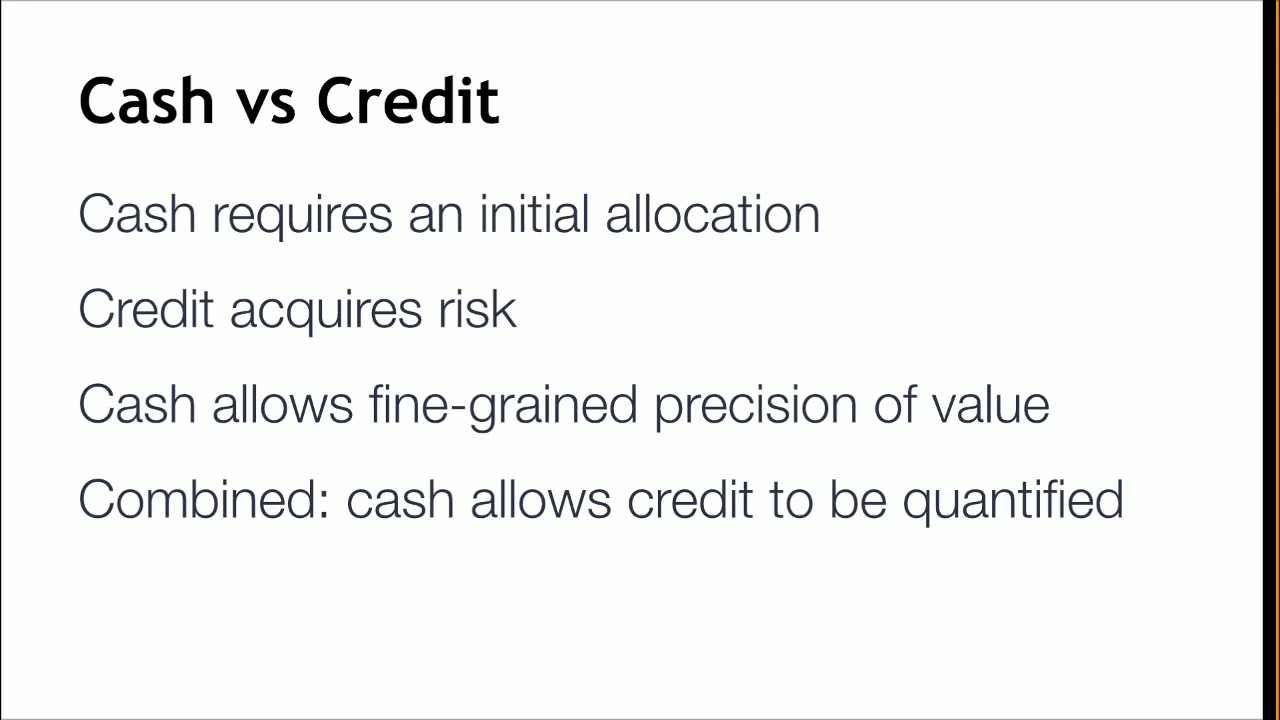 Cash vs Credit
Cash requires an initial allocation
Credit acquires risk
Cash allows fine-grained precision of value
Combined: cash allows credit to be quantified